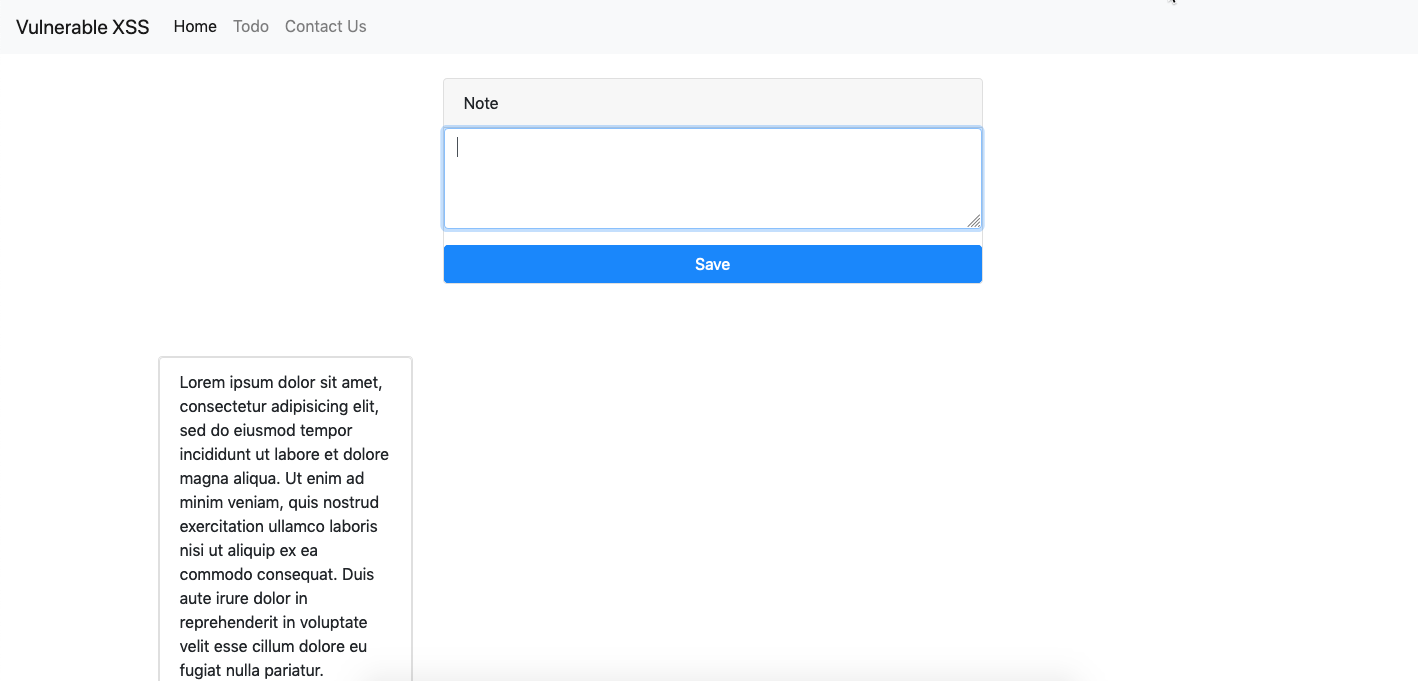 Vulnerable XSS Home Todo Contact Us
Note
Save
Lorem ipsum dolor sit amet,
consectetur adipisicing elit,
sed do eiusmod tempor
incididunt ut labore et dolore
magna aliqua. Ut enim ad
minim veniam, quis nostrud
exercitation ullamco laboris
nisi ut aliquip ex ea
commodo consequat. Duis
aute irure dolor in
reprehenderit in voluptate
velit esse cillum dolore eu
fugiat nulla pariatur.